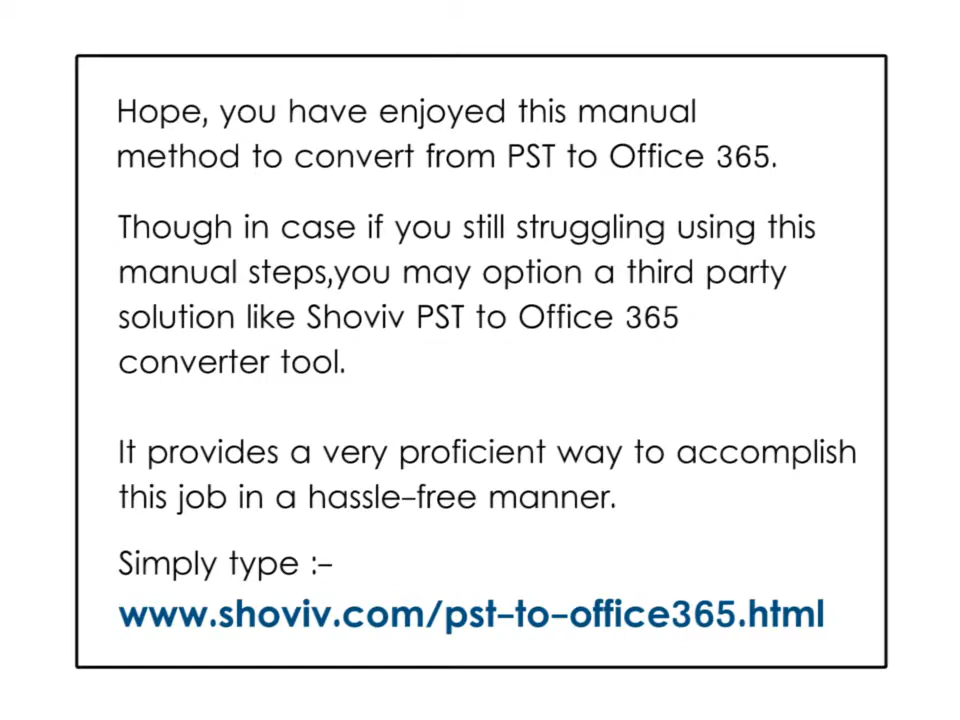 Hope, you have enjoyed this manual
method to convert from PST to Office 365.
Though in case if you still struggling using this
manual steps,you may option a third party
solution like Shoviv PST to Office 365
converter tool.
It provides a very proficient way to accomplish
this job in a hassle-free manner.
Simply type :-
www.shoviv.com/pst-to-office365.html